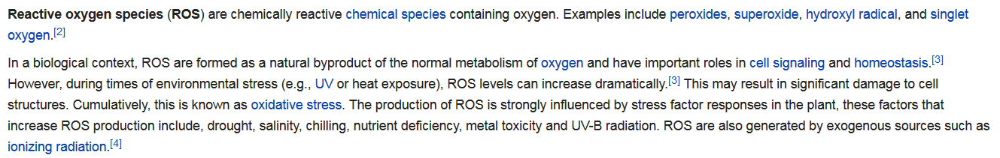 Reactive oxygen species (ROS) are chemically reactive chemical species containing oxygen. Examples include peroxides, superoxide, hydroxyl radical, and singlet
oxygen.[2]
In a biological context, ROS are formed as a natural byproduct of the normal metabolism of oxygen and have important roles in cell signaling and homeostasis.[3]
However, during times of environmental stress (e.g., UV or heat exposure), ROS levels can increase dramatically.[3] This may result in significant damage to cell
structures. Cumulatively, this is known as oxidative stress. The production of ROS is strongly influenced by stress factor responses in the plant, these factors that
increase ROS production include, drought, salinity, chilling, nutrient deficiency, metal toxicity and UV-B radiation. ROS are also generated by exogenous sources such as
ionizing radiation.[4]